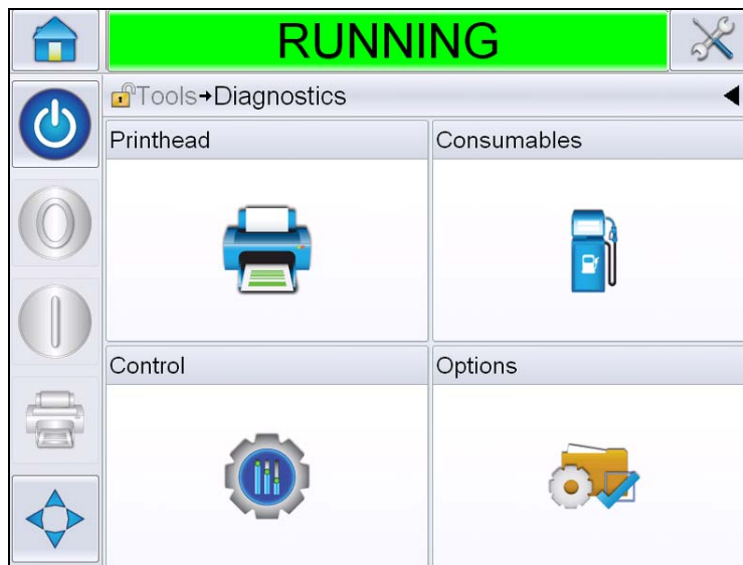 RUNNING
Tools→Diagnostics
Printhead
Consumables
Control
Options